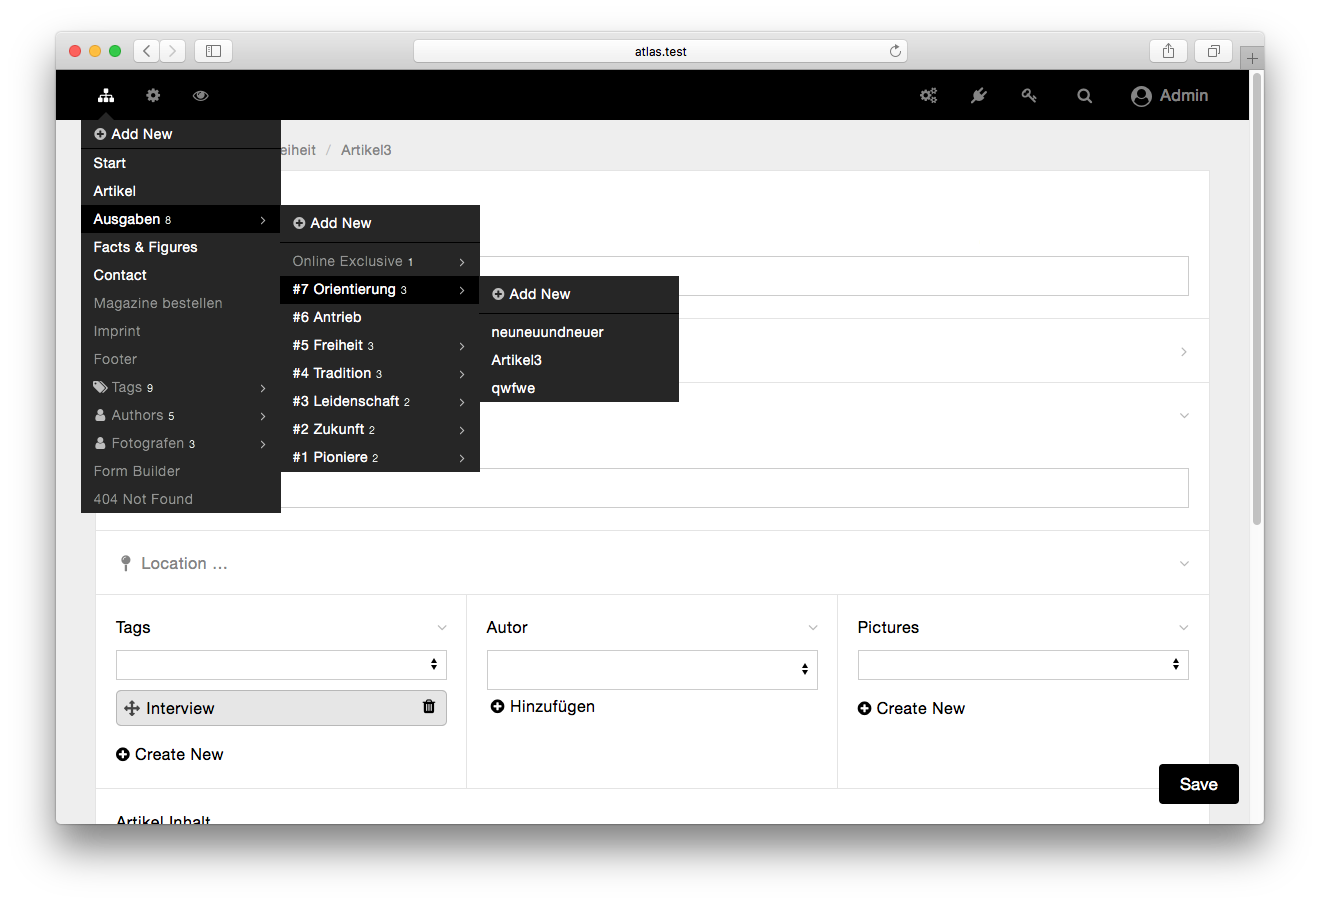 atlas.test
Admin
Add New
eiheit / Artikel3
Start
Artikel
Ausgaben 8
Facts & Figures
Contact
Magazine bestellen
Imprint
Footer
Tags 9
Authors 5
Fotografen 3
Form Builder
404 Not Found
Add New
Online Exclusive 1
#7 Orientierung 3
#6 Antrieb
#5 Freiheit 3
#4 Tradition 3
#3 Leidenschaft 2
#2 Zukunft 2
#1 Pioniere 2
Add New
neuneuundneuer
Artikel3
qwfwe
Location ...
Tags
Interview
Create New
Autor
Hinzufügen
Pictures
Create New
Save
Artikel Inhalt